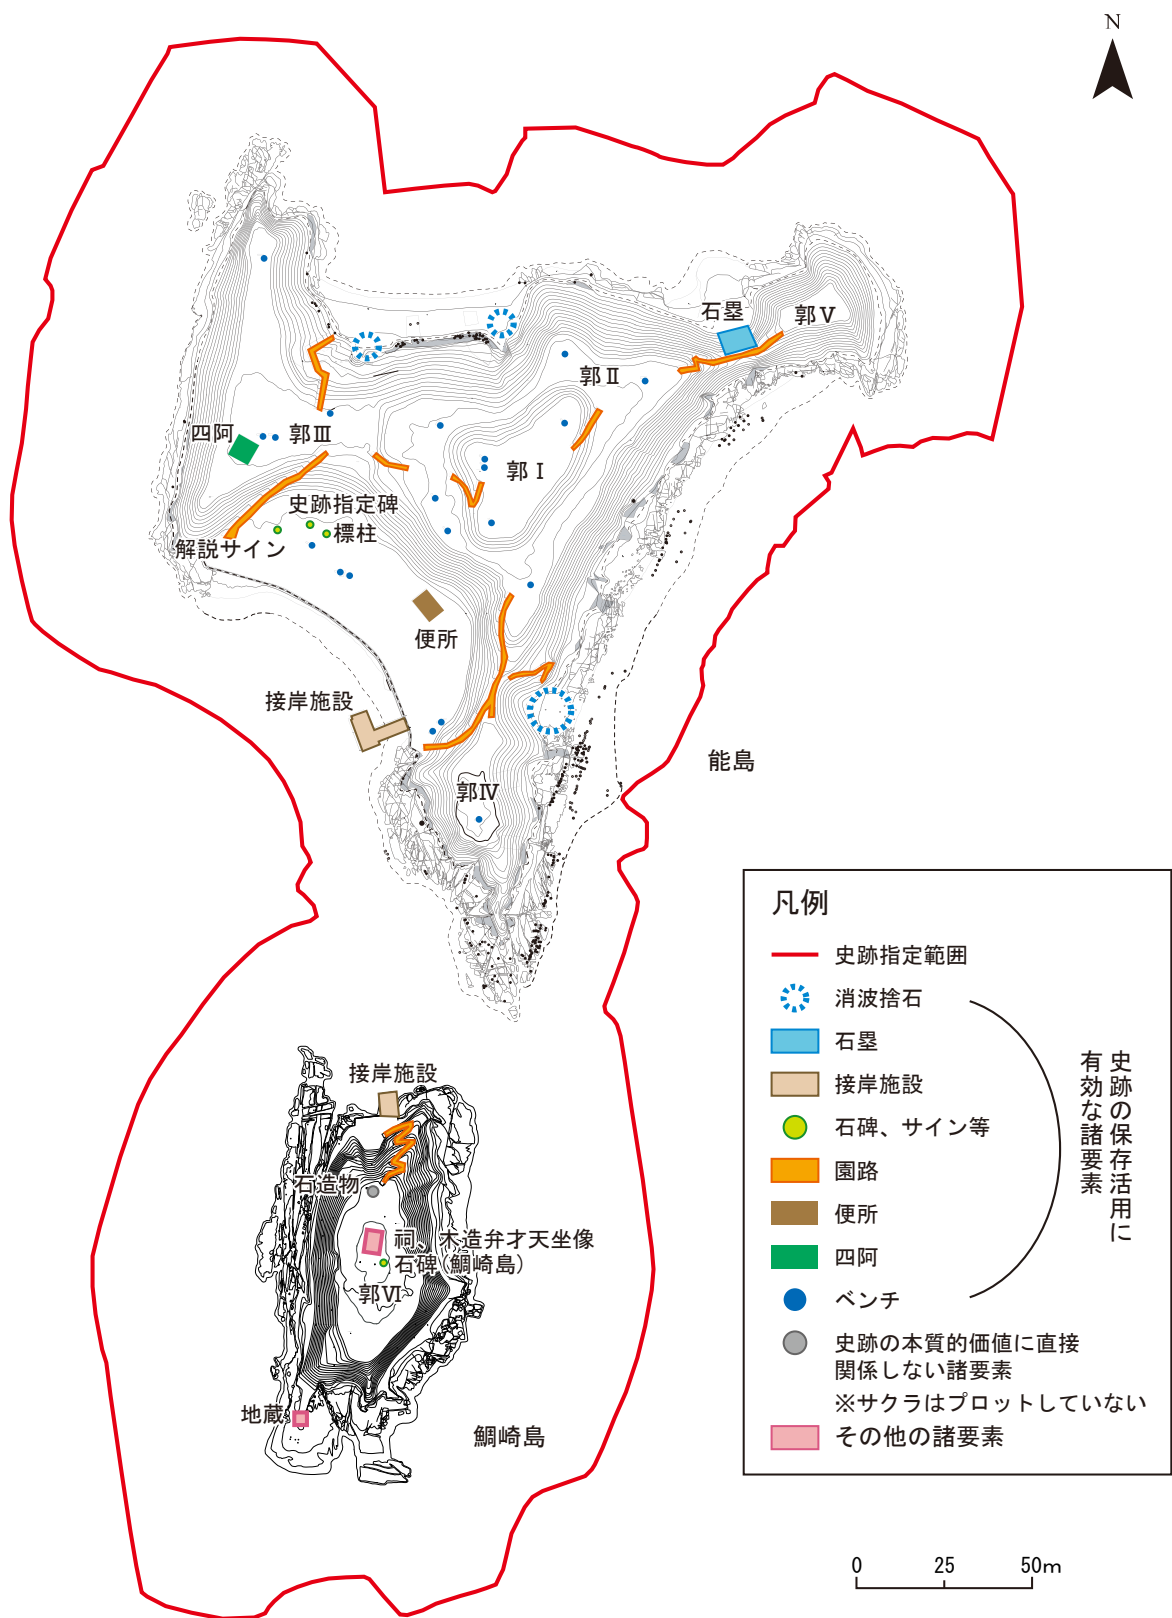 N
石塁
郭Ⅴ
郭Ⅱ
四阿
郭Ⅲ
郭Ⅰ
史跡指定碑
標柱
解説サイン
便所
接岸施設
能島
郭Ⅳ
接岸施設
石造物
祠、木造弁才天坐像
石碑(鯛崎島)
郭Ⅵ
地蔵
鯛崎島
凡例
史跡指定範囲
消波捨石
石塁
接岸施設
石碑、サイン等
園路
便所
四阿
ベンチ
史跡の本質的価値に直接
関係しない諸要素
※サクラはプロットしていない
その他の諸要素
史跡の保存活用に
有効な諸要素
0 25 50m